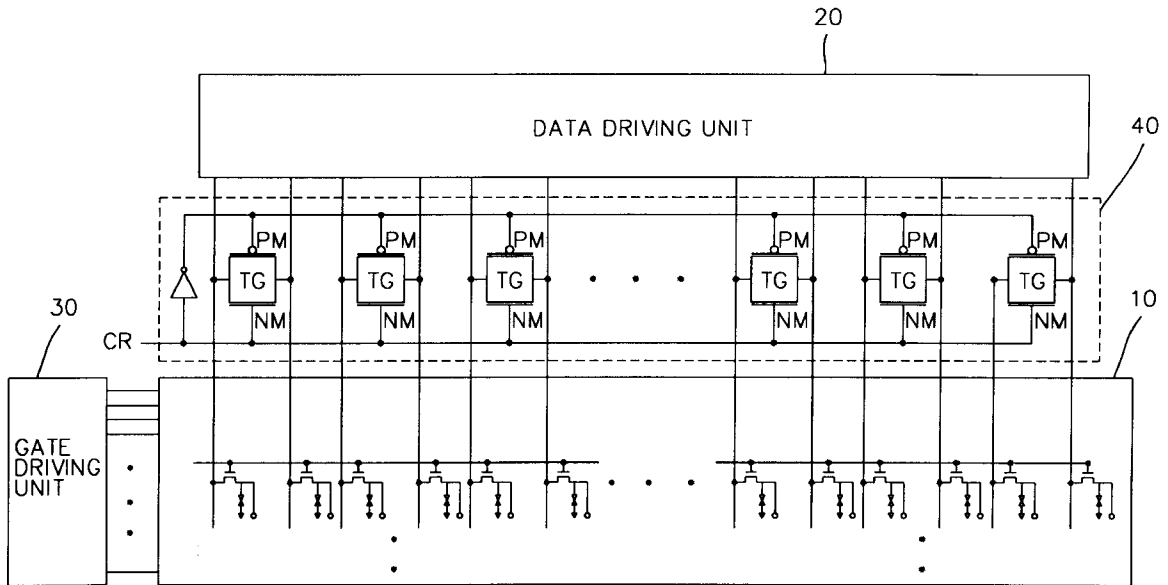 20
DATA DRIVING UNIT
40
PM PM PM PM PM PM
TG TG TG TG TG TG
NM NM NM NM NM NM
30
CR
10
GATE
DRIVING
UNIT